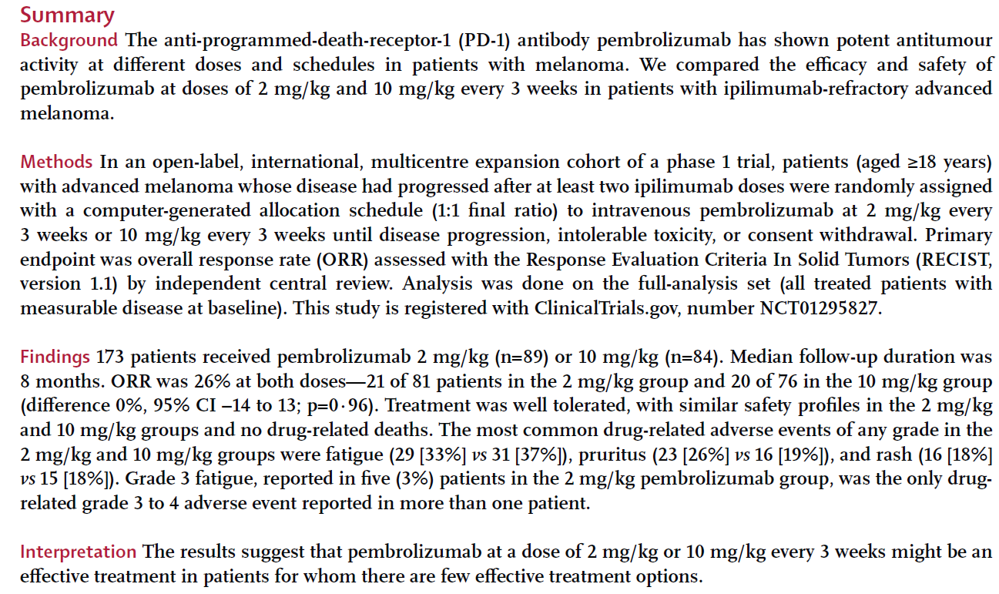 Summary
Background The anti-programmed-death-receptor-1 (PD-1) antibody pembrolizumab has shown potent antitumour
activity at different doses and schedules in patients with melanoma. We compared the efficacy and safety of
pembrolizumab at doses of 2 mg/kg and 10 mg/kg every 3 weeks in patients with ipilimumab-refractory advanced
melanoma.
Methods In an open-label, international, multicentre expansion cohort of a phase 1 trial, patients (aged ≥18 years)
with advanced melanoma whose disease had progressed after at least two ipilimumab doses were randomly assigned
with a computer-generated allocation schedule (1:1 final ratio) to intravenous pembrolizumab at 2 mg/kg every
3 weeks or 10 mg/kg every 3 weeks until disease progression, intolerable toxicity, or consent withdrawal. Primary
endpoint was overall response rate (ORR) assessed with the Response Evaluation Criteria In Solid Tumors (RECIST,
version 1.1) by independent central review. Analysis was done on the full-analysis set (all treated patients with
measurable disease at baseline). This study is registered with ClinicalTrials.gov, number NCT01295827.
Findings 173 patients received pembrolizumab 2 mg/kg (n=89) or 10 mg/kg (n=84). Median follow-up duration was
8 months. ORR was 26% at both doses—21 of 81 patients in the 2 mg/kg group and 20 of 76 in the 10 mg/kg group
(difference 0%, 95% CI –14 to 13; p=0·96). Treatment was well tolerated, with similar safety profiles in the 2 mg/kg
and 10 mg/kg groups and no drug-related deaths. The most common drug-related adverse events of any grade in the
2 mg/kg and 10 mg/kg groups were fatigue (29 [33%] vs 31 [37%]), pruritus (23 [26%] vs 16 [19%]), and rash (16 [18%]
vs 15 [18%]). Grade 3 fatigue, reported in five (3%) patients in the 2 mg/kg pembrolizumab group, was the only drug-
related grade 3 to 4 adverse event reported in more than one patient.
Interpretation The results suggest that pembrolizumab at a dose of 2 mg/kg or 10 mg/kg every 3 weeks might be an
effective treatment in patients for whom there are few effective treatment options.